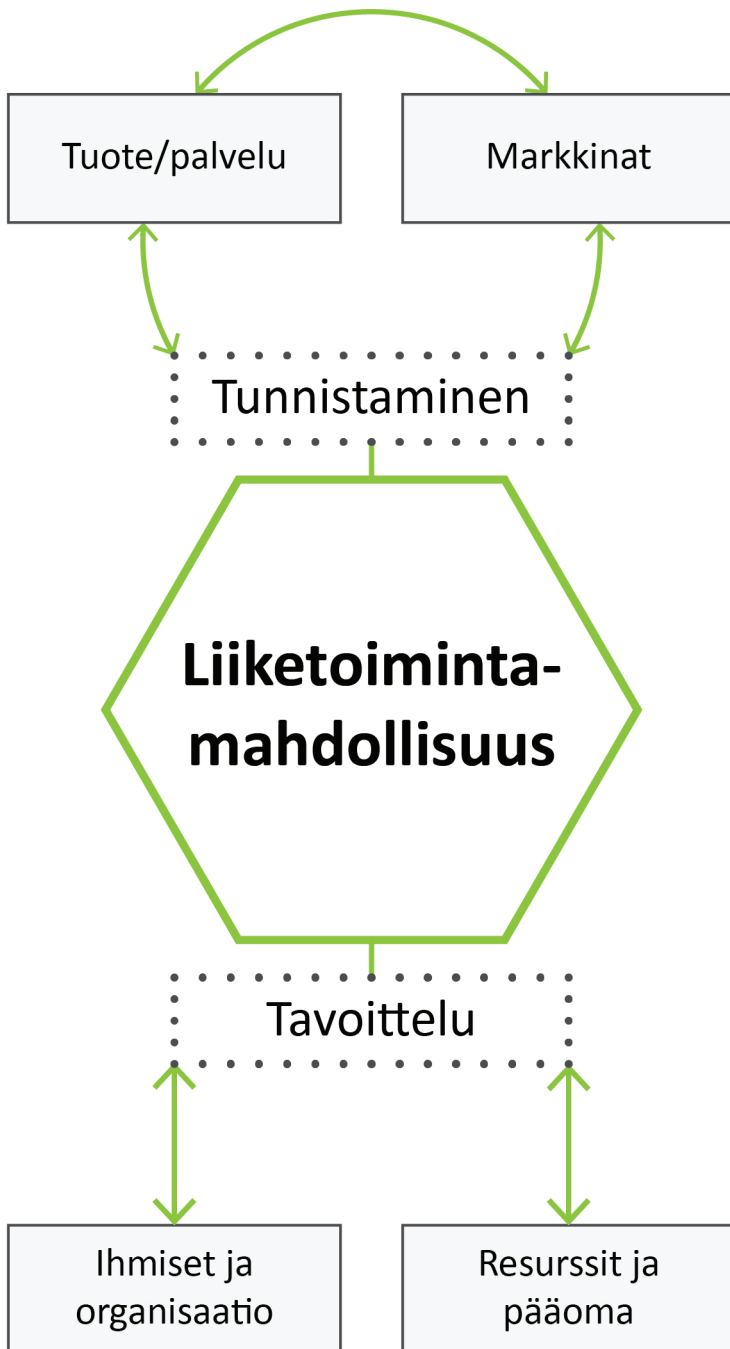 Tuote/palvelu
Markkinat
Tunnistaminen
Liiketoiminta-
mahdollisuus
Tavoittelu
Ihmiset ja
organisaatio
Resurssit ja
pääoma